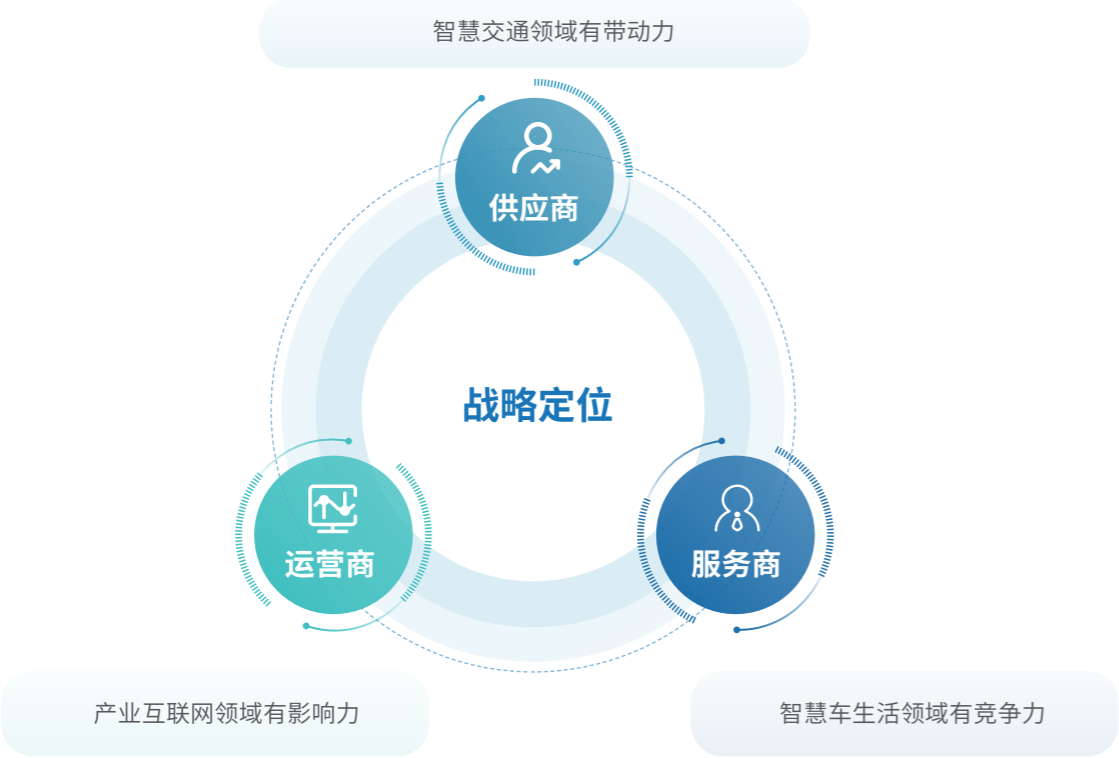 智慧交通领域有带动力
供应商
战略定位
运营商
服务商
产业互联网领域有影响力
智慧车生活领域有竞争力